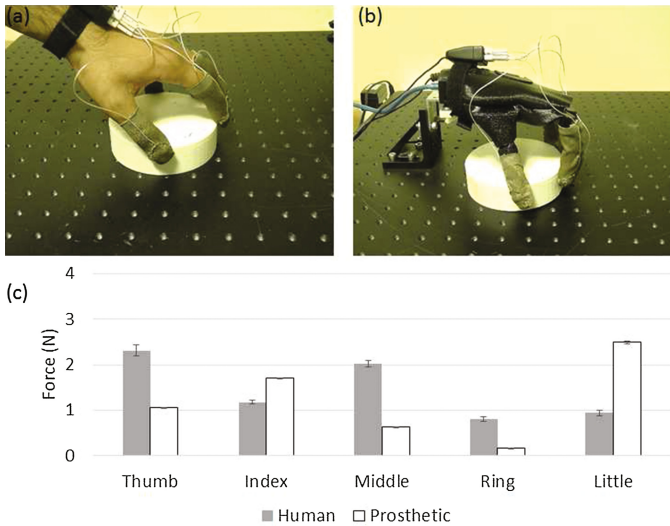 (a)
(b)
(c)
Force (N)
4
3
2
1
0
Thumb Index Middle Ring Little
Human Prosthetic